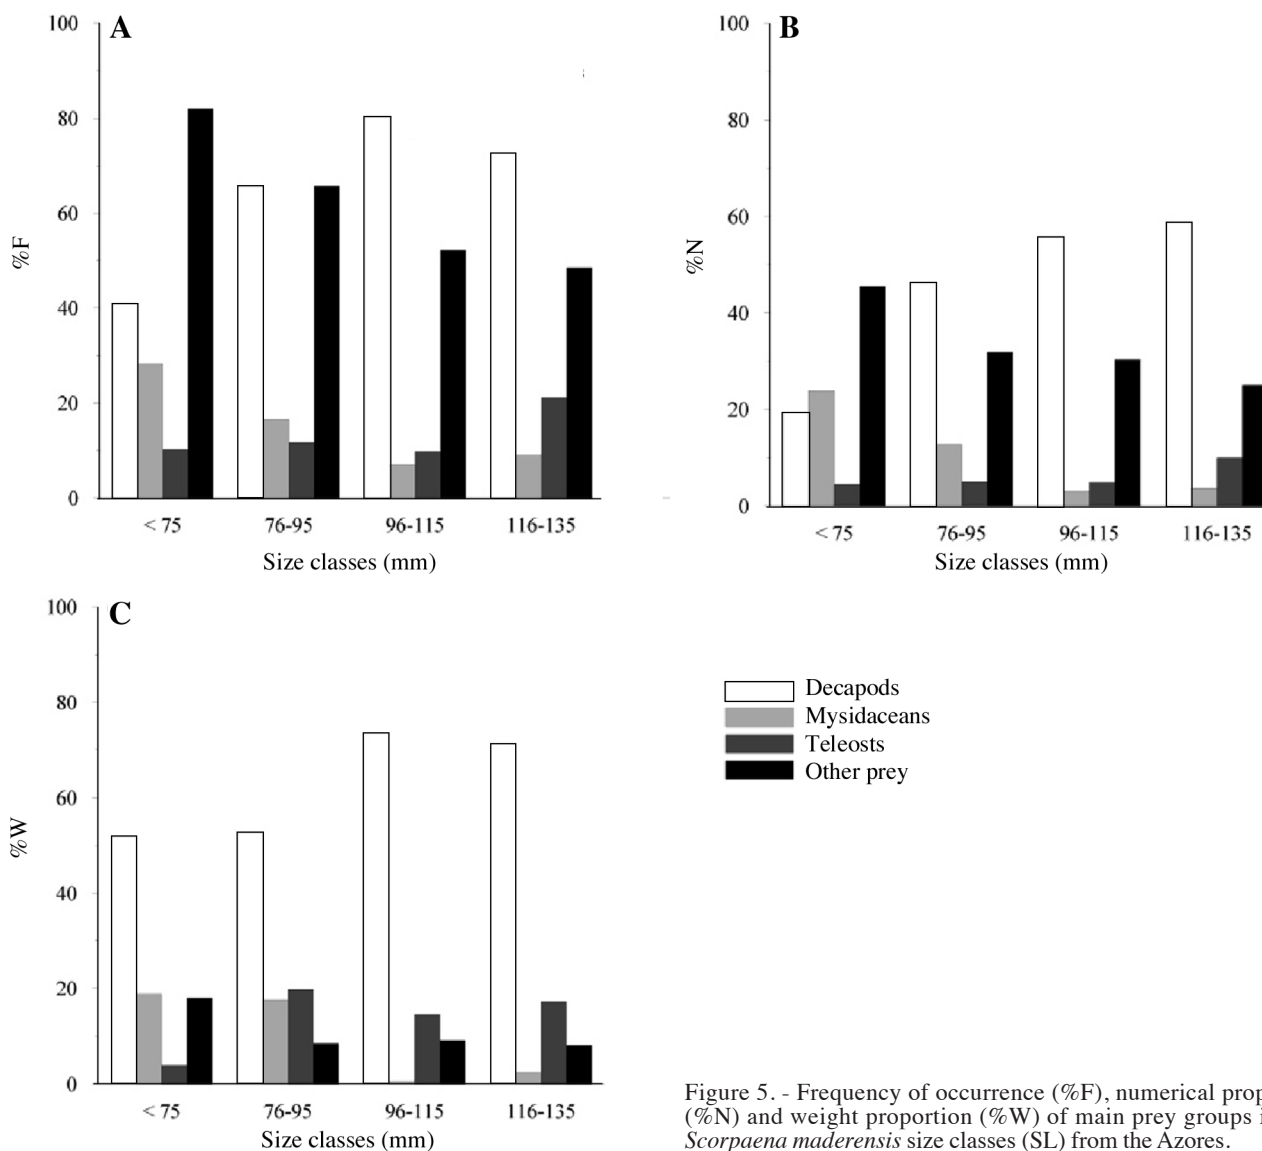 A
100
80
60
40
20
0
%F
< 75
76-95
96-115
116-135
Size classes (mm)
B
100
80
60
40
20
0
%N
< 75
76-95
96-115
116-135
Size classes (mm)
C
100
80
60
40
20
0
%W
< 75
76-95
96-115
116-135
Size classes (mm)
Decapods
Mysidaceans
Teleosts
Other prey
Figure 5. - Frequency of occurrence (%F), numerical prop
(%N) and weight proportion (%W) of main prey groups i
Scorpaena maderensis size classes (SL) from the Azores.